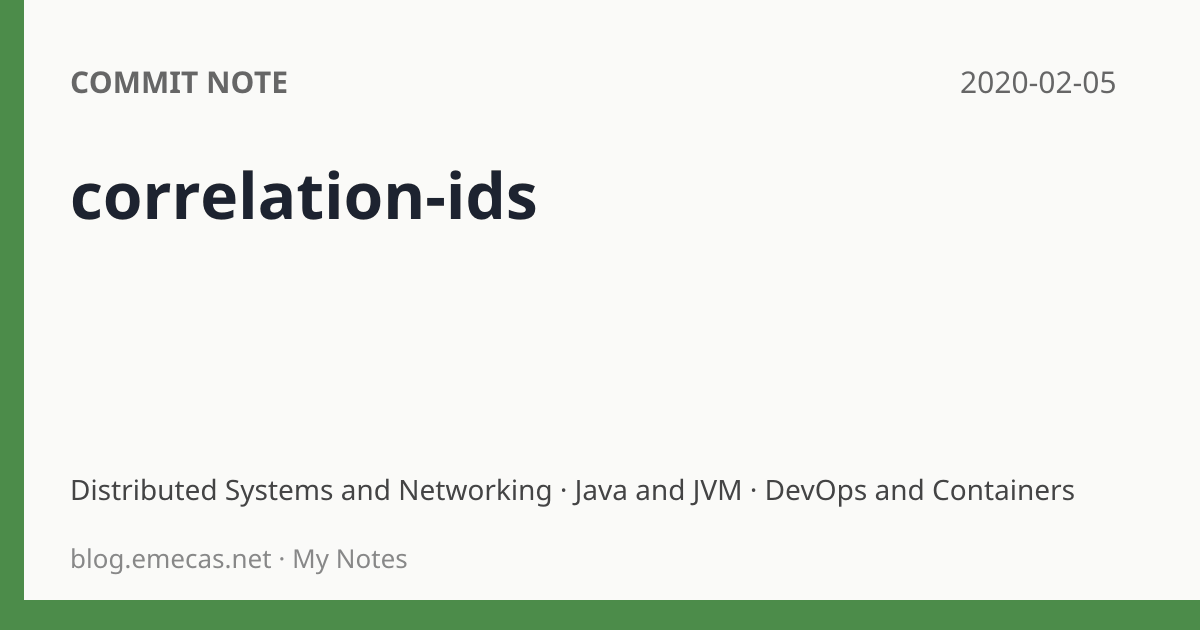 COMMIT NOTE
2020-02-05
correlation-ids
Distributed Systems and Networking · Java and JVM · DevOps and Containers
blog.emecas.net · My Notes